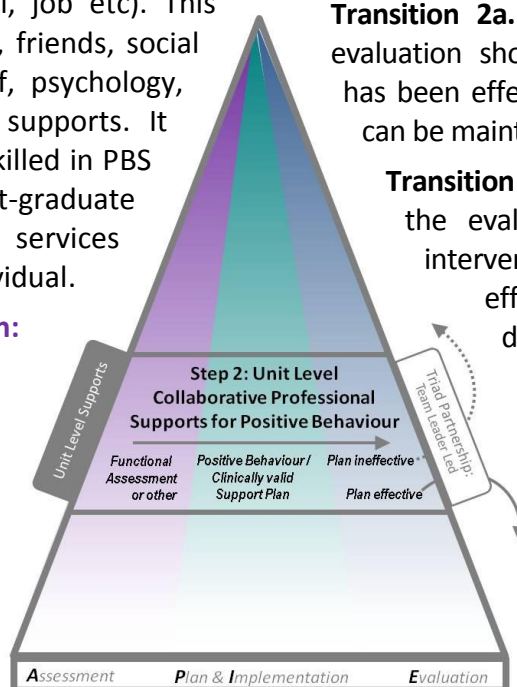 job etc). This
friends, social
psychology,
supports. It
killed in PBS
t-graduate
services
vidual.
Transition 2a.
evaluation sho
has been effe
can be maint
Transition
the eval
interven
eff
d
Unit Level Supports
Step 2: Unit Level
Collaborative Professional
Supports for Positive Behaviour
Functional
Assessment
or other
Positive Behaviour /
Clinically valid
Support Plan
Plan ineffective
Plan effective
Triad Partnership:
Team Leader Led
Assessment Plan & Implementation Evaluation